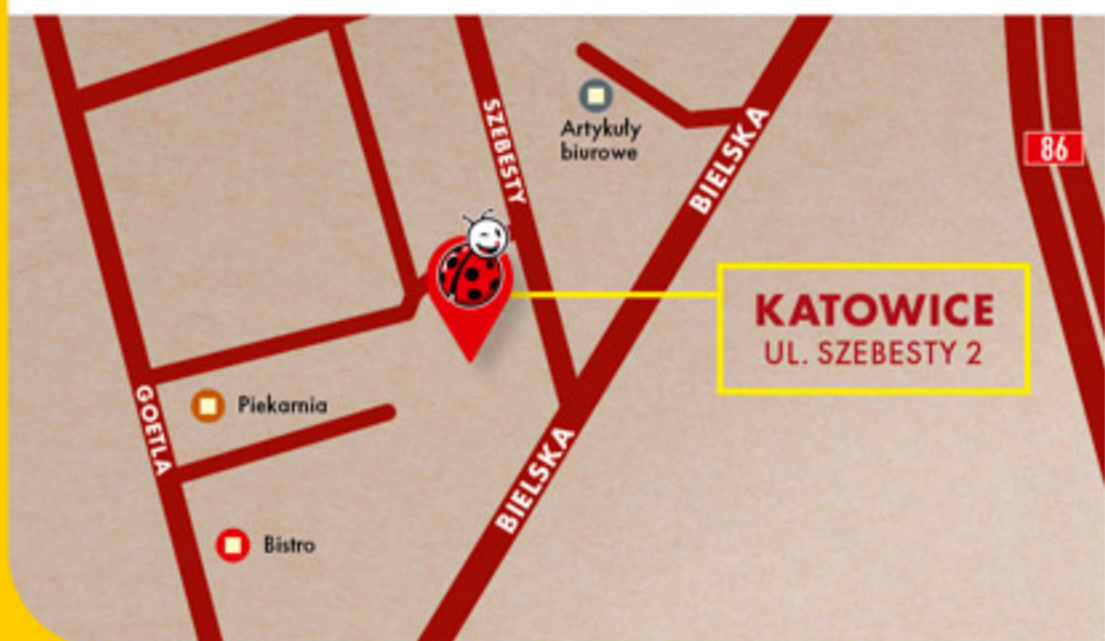 SZEBESTY
Artykuły
biurowe
BIELSKA
86
KATOWICE
UL. SZEBESTY 2
GOETLA
Piekarnia
BIELSKA
Bistro